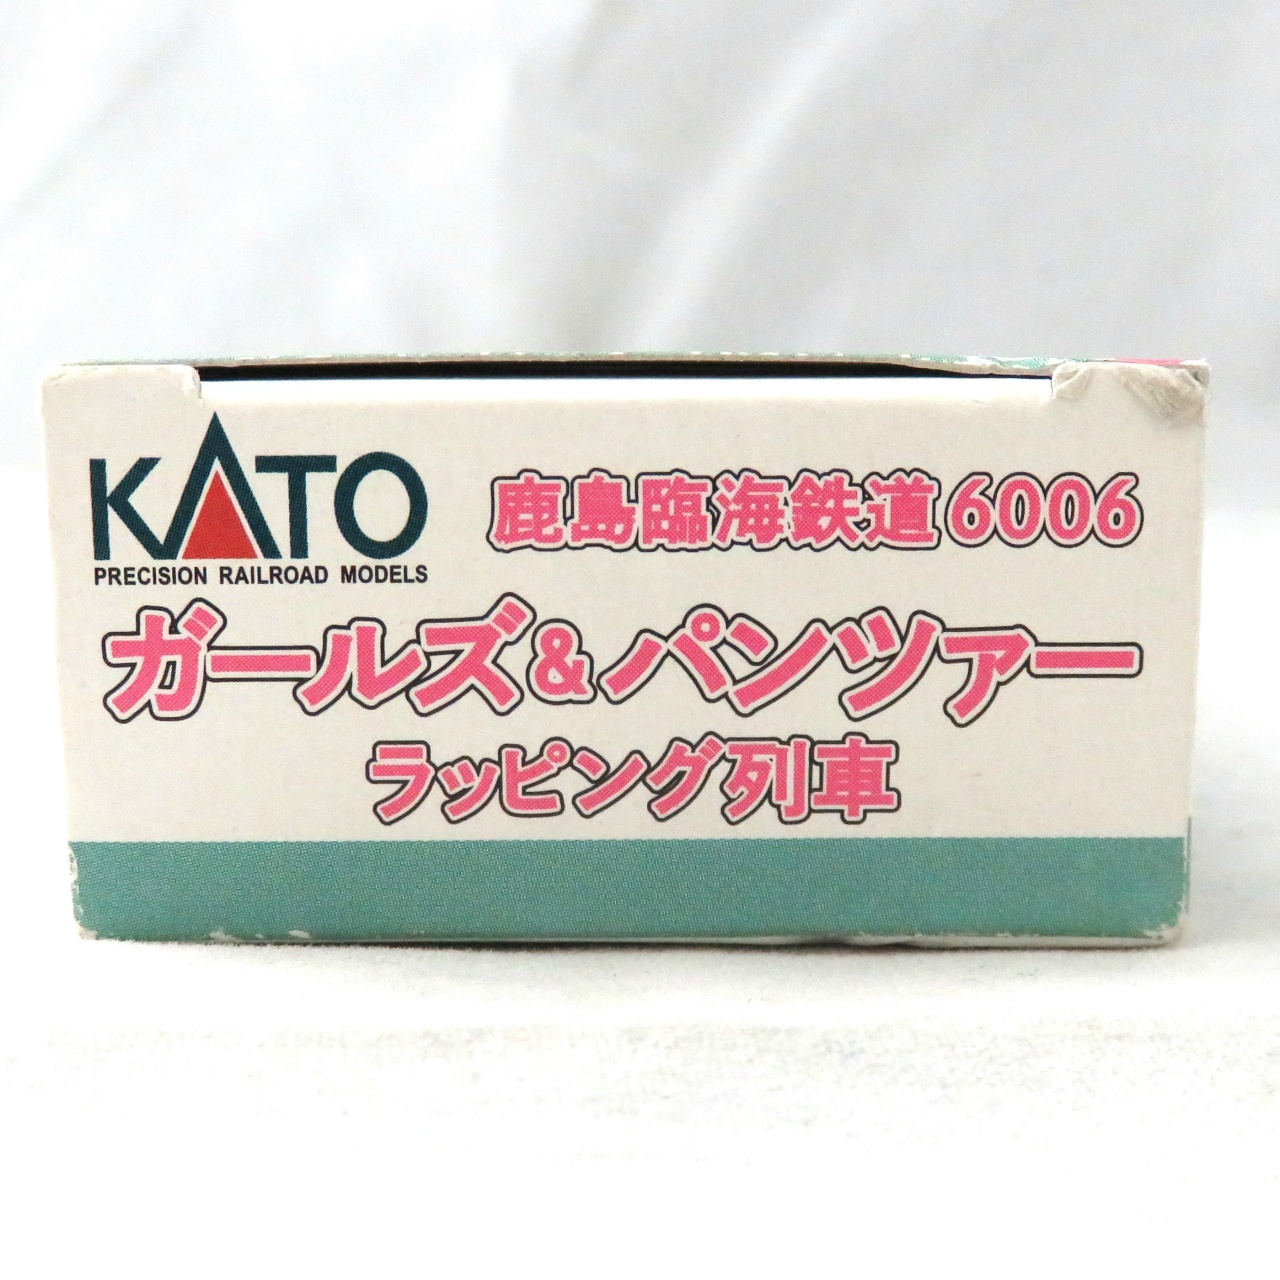 KATO
PRECISION RAILROAD MODELS
鹿島臨海鉄道6006
ガールズ&パンツァー
ラッピング列車